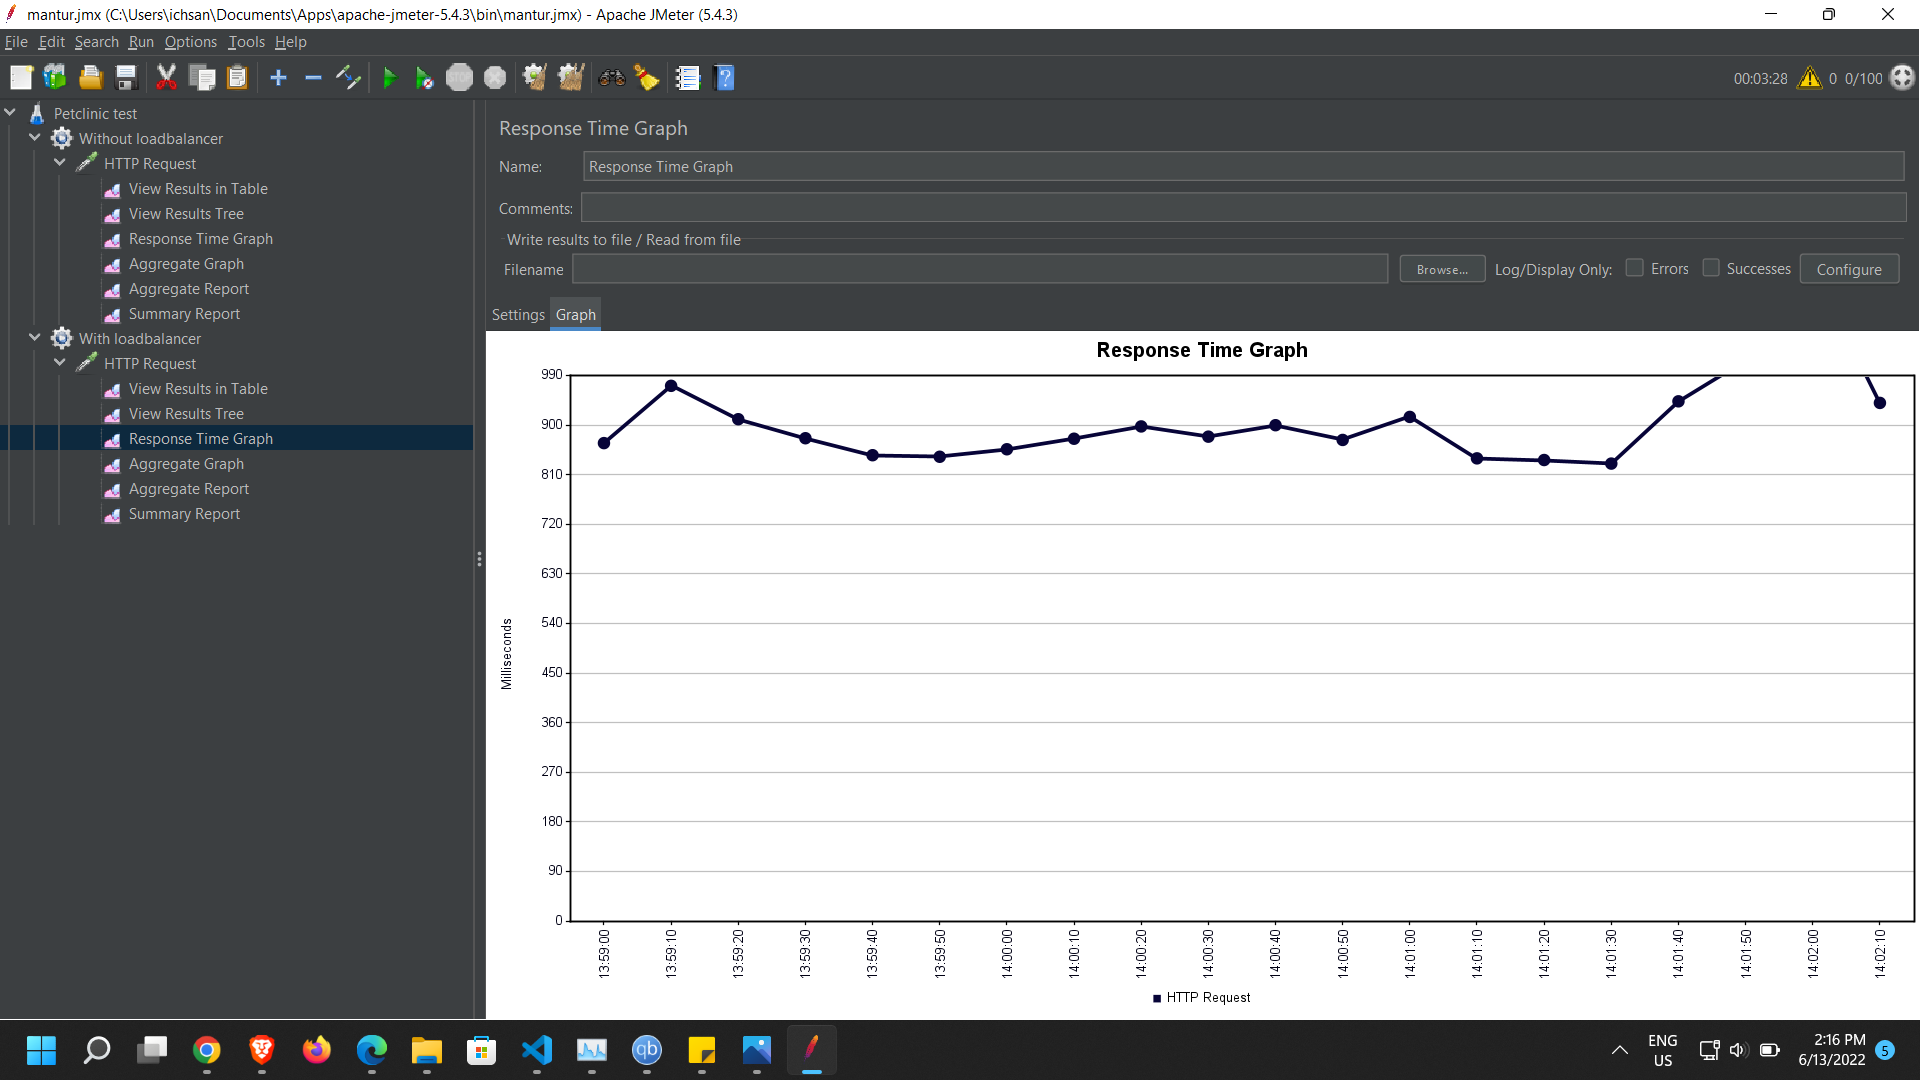 mantur.jmx (C:\Users\ichsan\Documents\Apps\apache-jmeter-5.4.3\bin\mantur.jmx) - Apache JMeter (5.4.3)
File Edit Search Run Options Tools Help
STOP
00:03:28 0 0/100
Petclinic test
Without loadbalancer
HTTP Request
View Results in Table
View Results Tree
Response Time Graph
Aggregate Graph
Aggregate Report
Summary Report
With loadbalancer
HTTP Request
View Results in Table
View Results Tree
Response Time Graph
Aggregate Graph
Aggregate Report
Summary Report
Response Time Graph
Name: Response Time Graph
Comments:
Write results to file / Read from file
Filename Browse... Log/Display Only: Errors Successes Configure
Settings Graph
Response Time Graph
990
900
810
720
630
540
450
360
270
180
90
0
Milliseconds
13:59:00 13:59:10 13:59:20 13:59:30 13:59:40 13:59:50 14:00:00 14:00:10 14:00:20 14:00:30 14:00:40 14:00:50 14:01:00 14:01:10 14:01:20 14:01:30 14:01:40 14:01:50 14:02:00 14:02:10
HTTP Request
qb
ENG
US
2:16 PM
6/13/2022
5